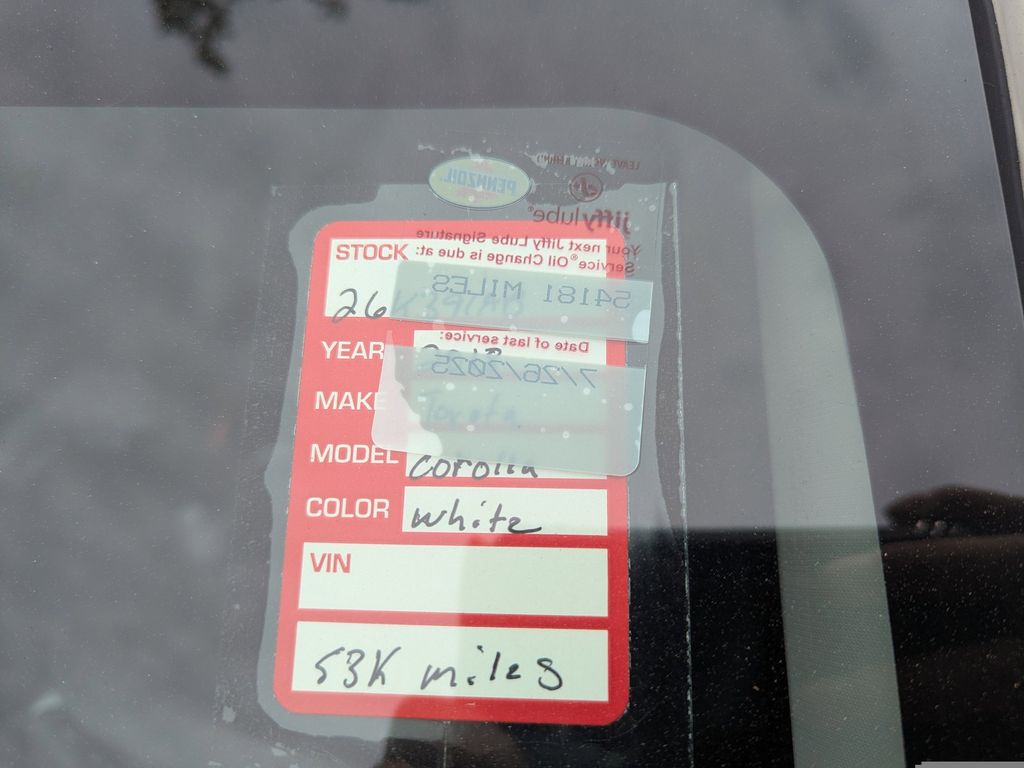 LEAVE
PENNZOIL
jiffylube®
Your next Jiffy Lube Signature
Service® Oil Change is due at:
54181 MILES
Date of last service:
7/26/2025
STOCK
YEAR
MAKE Toyota
MODEL corolla
COLOR white
VIN
53K miles